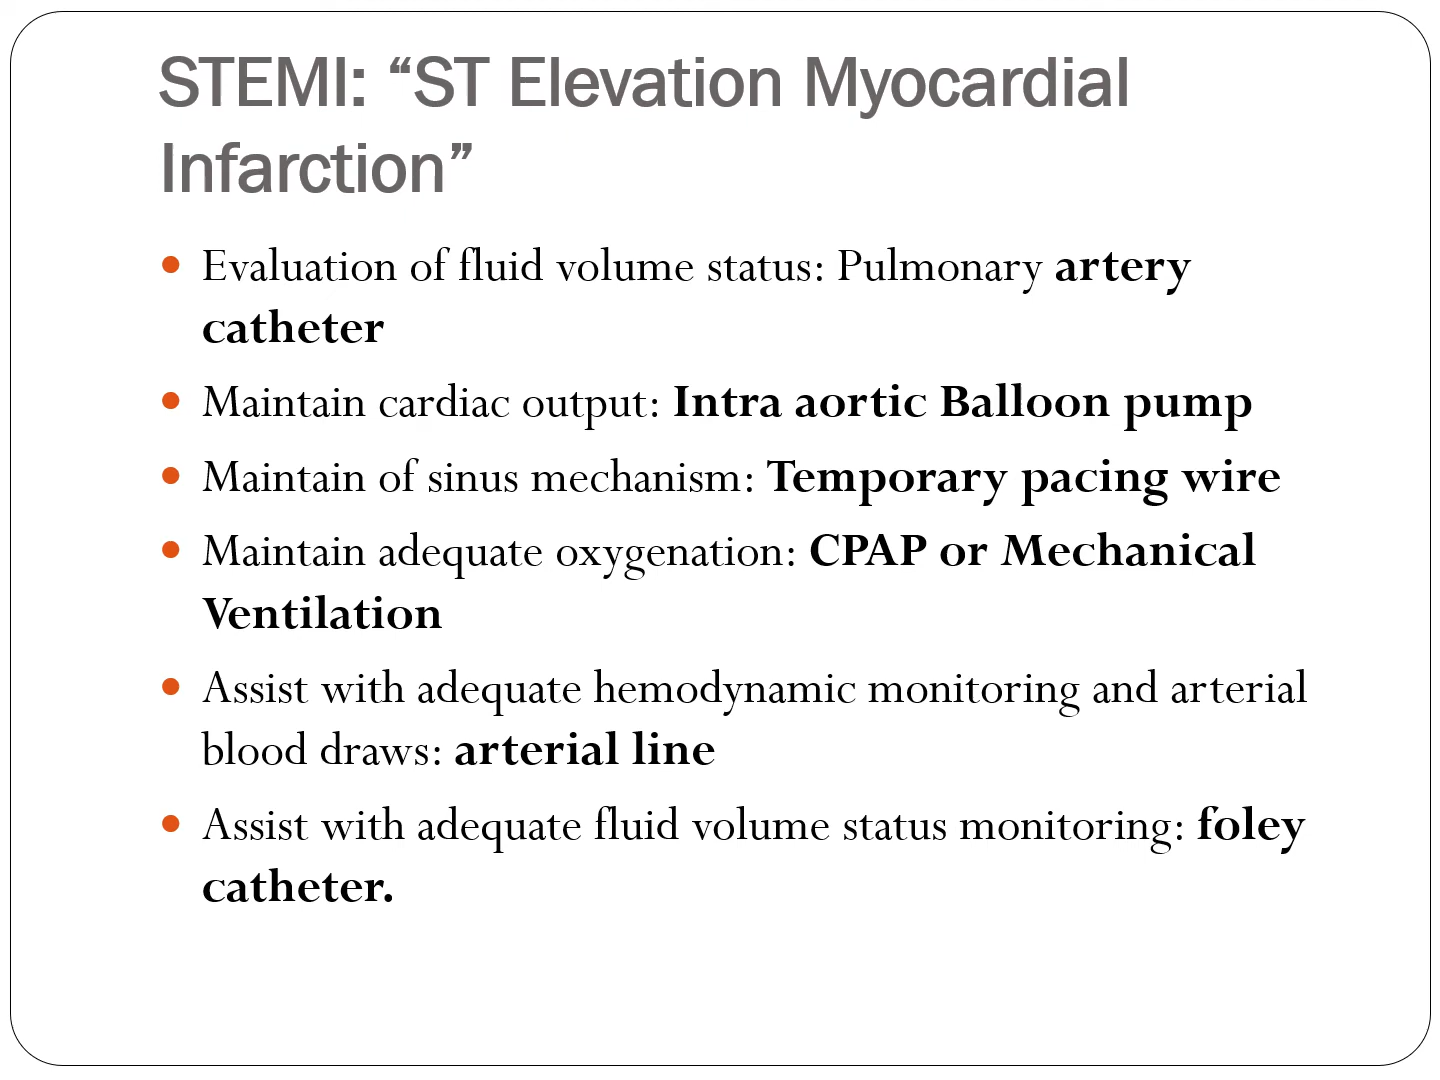 STEMI: “ST Elevation Myocardial
Infarction”
• Evaluation of fluid volume status: Pulmonary artery
catheter
• Maintain cardiac output: Intra aortic Balloon pump
• Maintain of sinus mechanism: Temporary pacing wire
• Maintain adequate oxygenation: CPAP or Mechanical
Ventilation
• Assist with adequate hemodynamic monitoring and arterial
blood draws: arterial line
• Assist with adequate fluid volume status monitoring: foley
catheter.